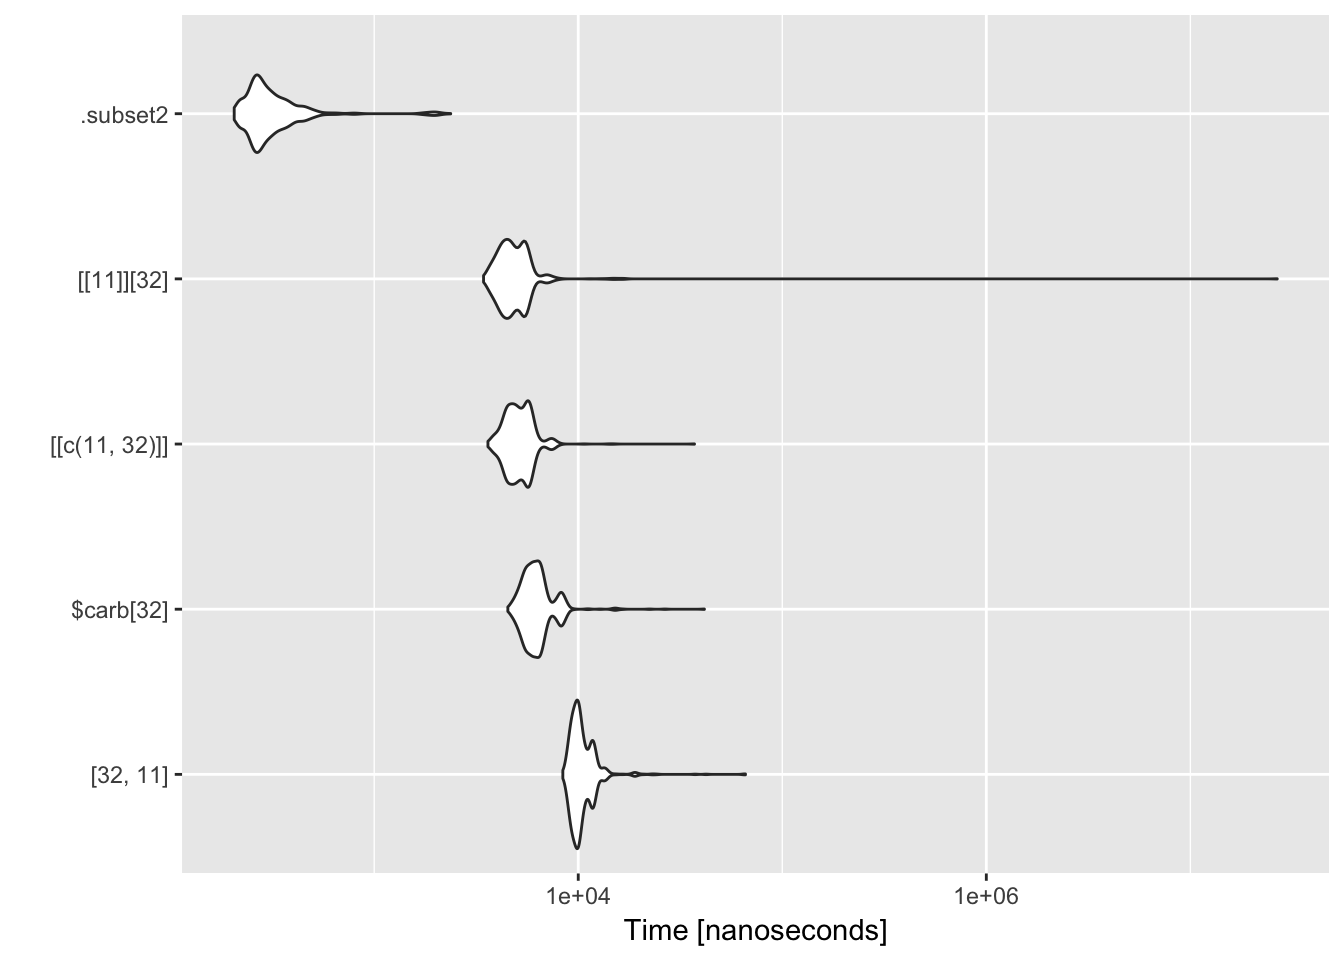 .subset2
[[11]][32]
[[c(11, 32)]]
$carb[32]
[32, 11]
1e+04 1e+06
Time [nanoseconds]